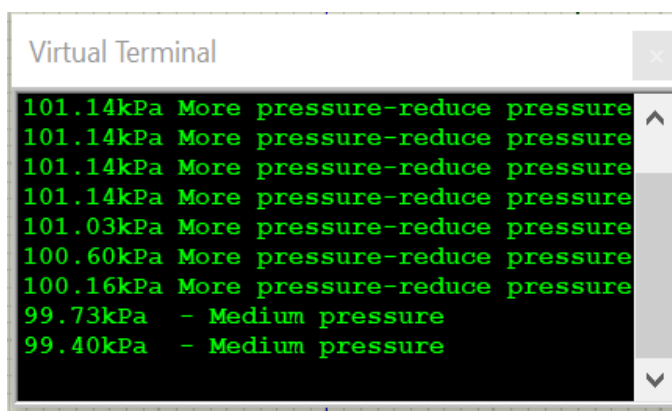 Virtual Terminal
101.14kPa More pressure-reduce pressure
101.14kPa More pressure-reduce pressure
101.14kPa More pressure-reduce pressure
101.14kPa More pressure-reduce pressure
101.03kPa More pressure-reduce pressure
100.60kPa More pressure-reduce pressure
100.16kPa More pressure-reduce pressure
99.73kPa  - Medium pressure
99.40kPa  - Medium pressure